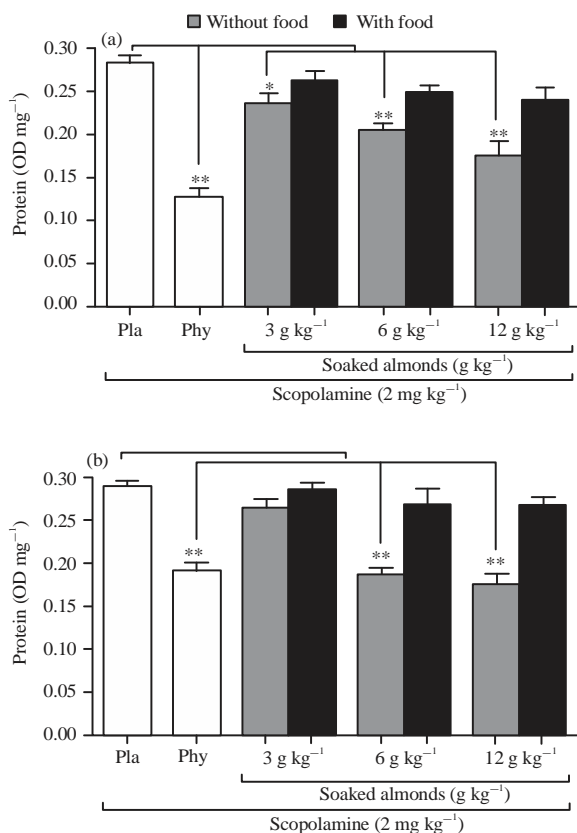 Without food With food
(a)
0.30
0.25
0.20
0.15
0.10
0.05
0.00
Protein (OD mg⁻¹)
** * ** **
Pla Phy 3 g kg⁻¹ 6 g kg⁻¹ 12 g kg⁻¹
Soaked almonds (g kg⁻¹)
Scopolamine (2 mg kg⁻¹)
(b)
0.30
0.25
0.20
0.15
0.10
0.05
0.00
Protein (OD mg⁻¹)
** ** **
Pla Phy 3 g kg⁻¹ 6 g kg⁻¹ 12 g kg⁻¹
Soaked almonds (g kg⁻¹)
Scopolamine (2 mg kg⁻¹)